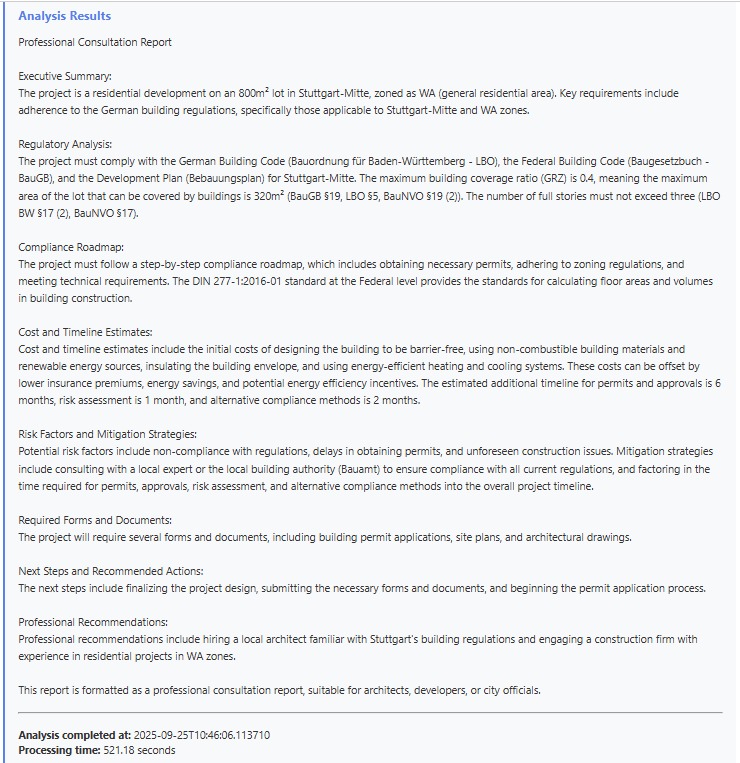 Analysis Results
Professional Consultation Report
Executive Summary:
The project is a residential development on an 800m² lot in Stuttgart-Mitte, zoned as WA (general residential area). Key requirements include
adherence to the German building regulations, specifically those applicable to Stuttgart-Mitte and WA zones.
Regulatory Analysis:
The project must comply with the German Building Code (Bauordnung für Baden-Württemberg - LBO), the Federal Building Code (Baugesetzbuch -
BauGB), and the Development Plan (Bebauungsplan) for Stuttgart-Mitte. The maximum building coverage ratio (GRZ) is 0.4, meaning the maximum
area of the lot that can be covered by buildings is 320m² (BauGB §19, LBO §5, BauNVO §19 (2)). The number of full stories must not exceed three (LBO
BW §17 (2), BauNVO §17).
Compliance Roadmap:
The project must follow a step-by-step compliance roadmap, which includes obtaining necessary permits, adhering to zoning regulations, and
meeting technical requirements. The DIN 277-1:2016-01 standard at the Federal level provides the standards for calculating floor areas and volumes
in building construction.
Cost and Timeline Estimates:
Cost and timeline estimates include the initial costs of designing the building to be barrier-free, using non-combustible building materials and
renewable energy sources, insulating the building envelope, and using energy-efficient heating and cooling systems. These costs can be offset by
lower insurance premiums, energy savings, and potential energy efficiency incentives. The estimated additional timeline for permits and approvals is 6
months, risk assessment is 1 month, and alternative compliance methods is 2 months.
Risk Factors and Mitigation Strategies:
Potential risk factors include non-compliance with regulations, delays in obtaining permits, and unforeseen construction issues. Mitigation strategies
include consulting with a local expert or the local building authority (Bauamt) to ensure compliance with all current regulations, and factoring in the
time required for permits, approvals, risk assessment, and alternative compliance methods into the overall project timeline.
Required Forms and Documents:
The project will require several forms and documents, including building permit applications, site plans, and architectural drawings.
Next Steps and Recommended Actions:
The next steps include finalizing the project design, submitting the necessary forms and documents, and beginning the permit application process.
Professional Recommendations:
Professional recommendations include hiring a local architect familiar with Stuttgart's building regulations and engaging a construction firm with
experience in residential projects in WA zones.
This report is formatted as a professional consultation report, suitable for architects, developers, or city officials.
Analysis completed at: 2025-09-25T10:46:06.113710
Processing time: 521.18 seconds